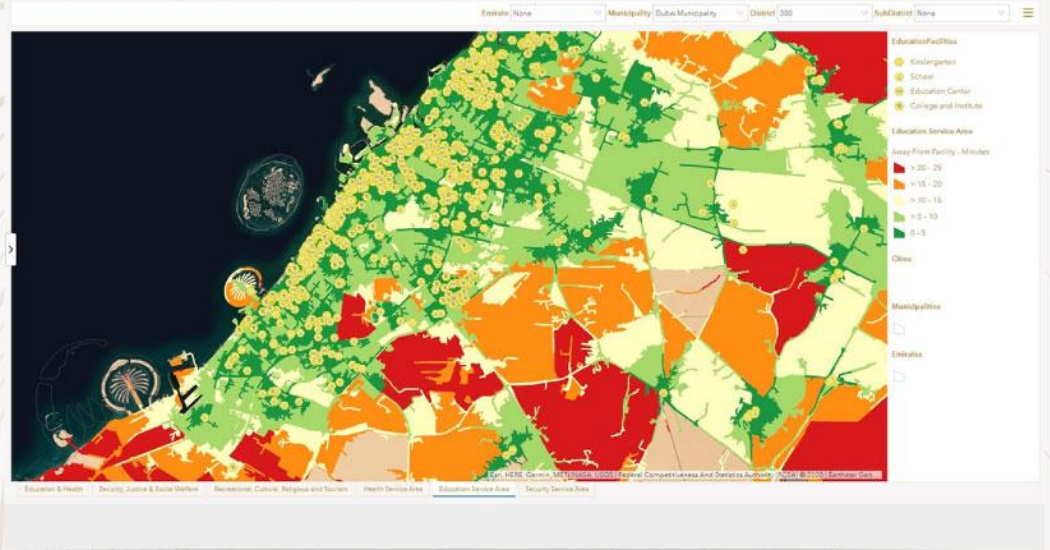 Emirate None Municipality Dubai Municipality District 300 SubDistrict None
EducationFacilities
Kindergarten
School
Education Center
College and Institute
Education Service Area
Away From Facility - Minutes
> 20 - 25
> 15 - 20
> 10 - 15
> 5 - 10
0 - 5
Cities
Municipalities
Emirates
Esri, HERE, Garmin, METI/NASA, USGS | Federal Competitiveness And Statistics Authority (FCSA) @ 2020 | Earthstar Geo...
Education & Health Security, Justice & Social Welfare Recreational, Cultural, Religious and Tourism Health Service Area Education Service Area Security Service Area